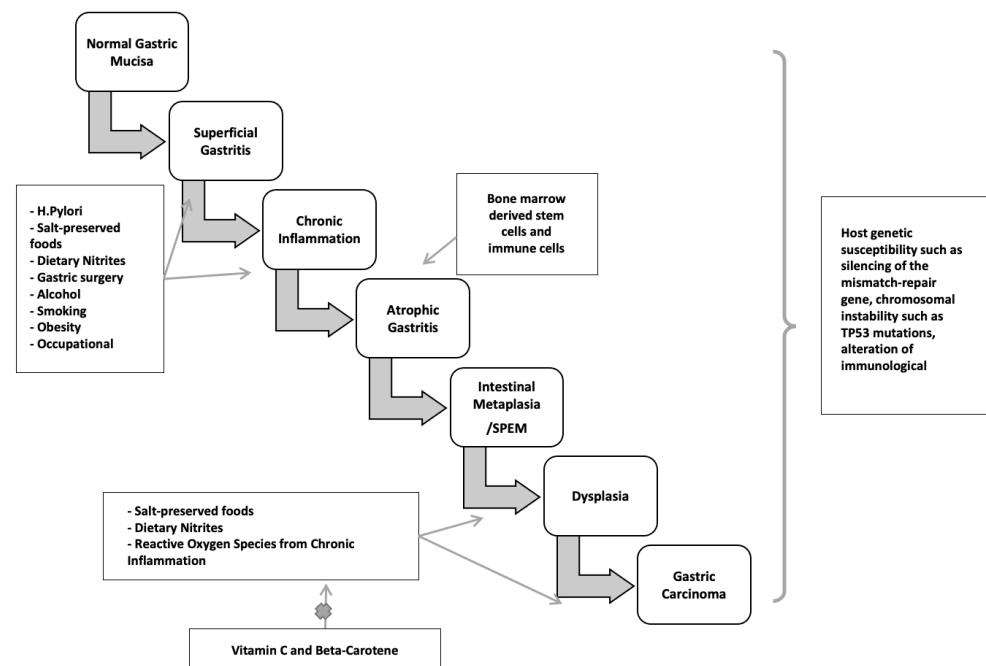 Normal Gastric
Mucisa
Superficial
Gastritis
- H.Pylori
- Salt-preserved
foods
- Dietary Nitrites
- Gastric surgery
- Alcohol
- Smoking
- Obesity
- Occupational
Chronic
Inflammation
Bone marrow
derived stem
cells and
immune cells
Host genetic
susceptibility such as
silencing of the
mismatch-repair
gene, chromosomal
instability such as
TP53 mutations,
alteration of
immunological
Atrophic
Gastritis
Intestinal
Metaplasia
/SPEM
Dysplasia
- Salt-preserved foods
- Dietary Nitrites
- Reactive Oxygen Species from Chronic
Inflammation
Gastric
Carcinoma
Vitamin C and Beta-Carotene